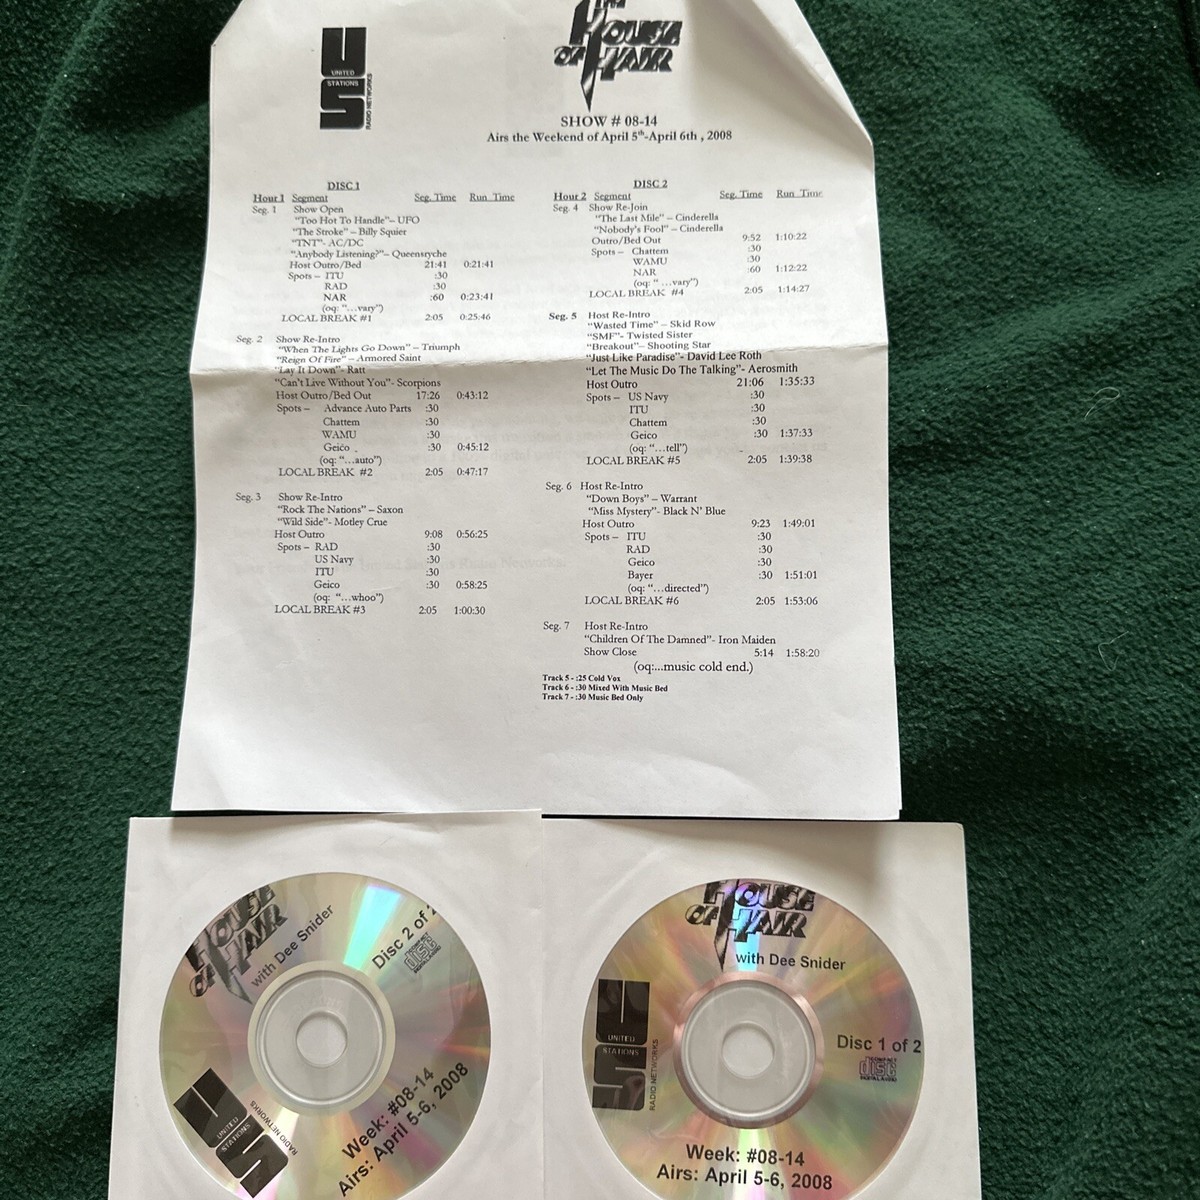 US
UNITED
STATIONS
RADIO NETWORKS
THE
HOUSE
OF HAIR
SHOW # 08-14
Airs the Weekend of April 5th-April 6th , 2008
DISC 1
Hour 1 Segment Seg. Time Run Time
Seg. 1 Show Open
"Too Hot To Handle"– UFO
"The Stroke" – Billy Squier
"TNT"- AC/DC
"Anybody Listening?"– Queensryche
Host Outro/Bed 21:41 0:21:41
Spots – ITU :30
RAD :30
NAR :60 0:23:41
(oq: "…vary")
LOCAL BREAK #1 2:05 0:25:46
Seg. 2 Show Re-Intro
"When The Lights Go Down" – Triumph
"Reign Of Fire" – Armored Saint
"Lay It Down"- Ratt
"Can't Live Without You"- Scorpions
Host Outro/Bed Out 17:26 0:43:12
Spots – Advance Auto Parts :30
Chattem :30
WAMU :30
Geico :30 0:45:12
(oq: "…auto")
LOCAL BREAK #2 2:05 0:47:17
Seg. 3 Show Re-Intro
"Rock The Nations" – Saxon
"Wild Side"- Motley Crue
Host Outro 9:08 0:56:25
Spots – RAD :30
US Navy :30
ITU :30
Geico :30 0:58:25
(oq: "…whoo")
LOCAL BREAK #3 2:05 1:00:30
DISC 2
Hour 2 Segment Seg. Time Run Time
Seg. 4 Show Re-Join
"The Last Mile" – Cinderella
"Nobody's Fool" – Cinderella
Outro/Bed Out 9:52 1:10:22
Spots – Chattem :30
WAMU :30
NAR :60 1:12:22
(oq: "…vary")
LOCAL BREAK #4 2:05 1:14:27
Seg. 5 Host Re-Intro
"Wasted Time" – Skid Row
"SMF"- Twisted Sister
"Breakout"– Shooting Star
"Just Like Paradise"- David Lee Roth
"Let The Music Do The Talking"- Aerosmith
Host Outro 21:06 1:35:33
Spots – US Navy :30
ITU :30
Chattem :30
Geico :30 1:37:33
(oq: "…tell")
LOCAL BREAK #5 2:05 1:39:38
Seg. 6 Host Re-Intro
"Down Boys" – Warrant
"Miss Mystery"- Black N' Blue
Host Outro 9:23 1:49:01
Spots – ITU :30
RAD :30
Geico :30
Bayer :30 1:51:01
(oq: "…directed")
LOCAL BREAK #6 2:05 1:53:06
Seg. 7 Host Re-Intro
"Children Of The Damned"- Iron Maiden
Show Close 5:14 1:58:20
(oq:...music cold end.)
Track 5 - :25 Cold Vox
Track 6 - :30 Mixed With Music Bed
Track 7 - :30 Music Bed Only
HOUSE
OF HAIR
with Dee Snider
Disc 2 of
COMPACT
disc
DIGITAL AUDIO
US
UNITED
STATIONS
RADIO NETWORKS
Week: #08-14
Airs: April 5-6, 2008
HOUSE
OF HAIR
with Dee Snider
US
UNITED
STATIONS
RADIO NETWORKS
Disc 1 of 2
COMPACT
disc
DIGITAL AUDIO
Week: #08-14
Airs: April 5-6, 2008